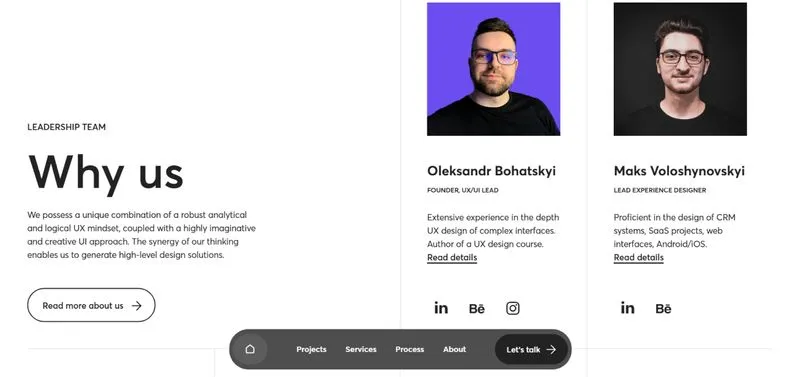 LEADERSHIP TEAM
Why us
We possess a unique combination of a robust analytical
and logical UX mindset, coupled with a highly imaginative
and creative UI approach. The synergy of our thinking
enables us to generate high-level design solutions.
Read more about us
Oleksandr Bohatskyi
FOUNDER, UX/UI LEAD
Extensive experience in the depth
UX design of complex interfaces.
Author of a UX design course.
Read details
in Bē
Maks Voloshynovskyi
LEAD EXPERIENCE DESIGNER
Proficient in the design of CRM
systems, SaaS projects, web
interfaces, Android/iOS.
Read details
in Bē
Projects Services Process About Let's talk